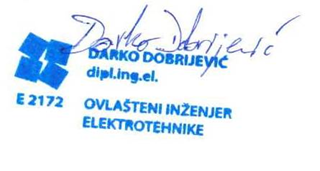 Darko Dobrijević
DARKO DOBRIJEVIĆ
dipl.ing.el.
E 2172
OVLAŠTENI INŽENJER
ELEKTROTEHNIKE